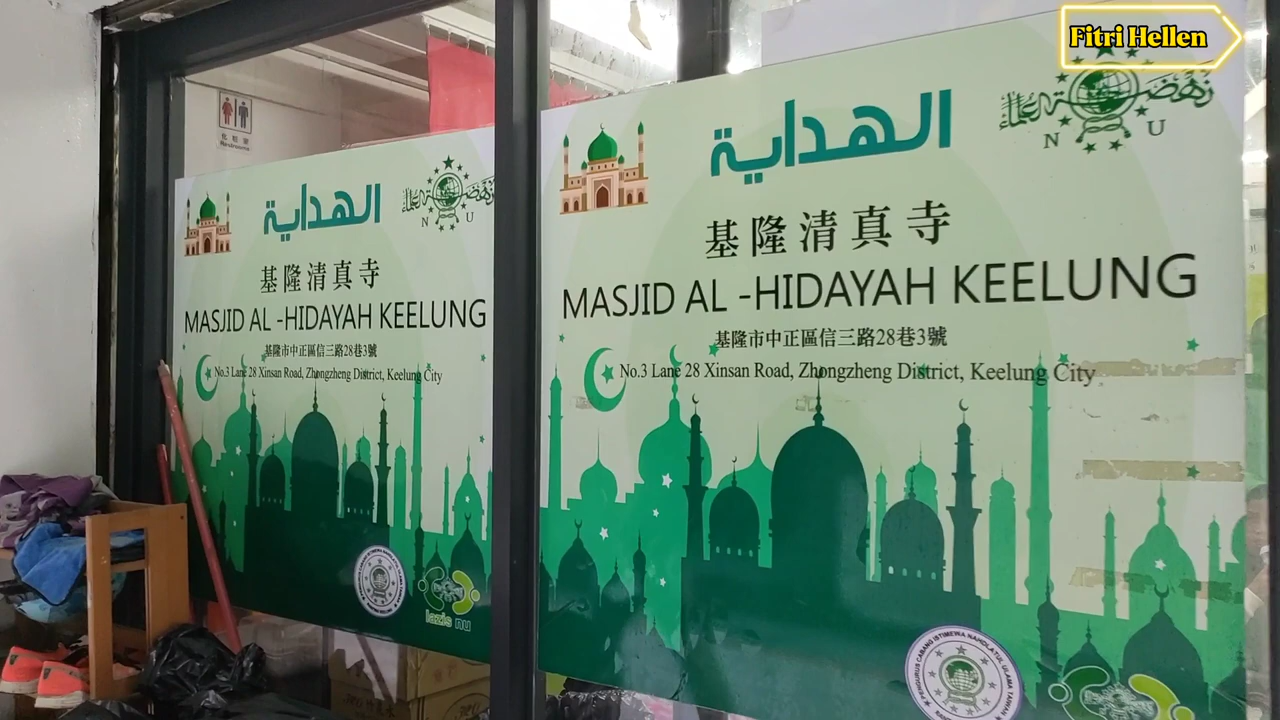 Fitri Hellen
Restrooms
الهداية
نهضة العلماء
N U
基隆清真寺
MASJID AL -HIDAYAH KEELUNG
基隆市中正區信三路28巷3號
No.3 Lane 28 Xinsan Road, Zhongzheng District, Keelung City
lazis nu
الهداية
نهضة العلماء
N U
基隆清真寺
MASJID AL -HIDAYAH KEELUNG
基隆市中正區信三路28巷3號
No.3 Lane 28 Xinsan Road, Zhongzheng District, Keelung City
PENGURUS CABANG ISTIMEWA NAHDLATUL ULAMA TAIWAN